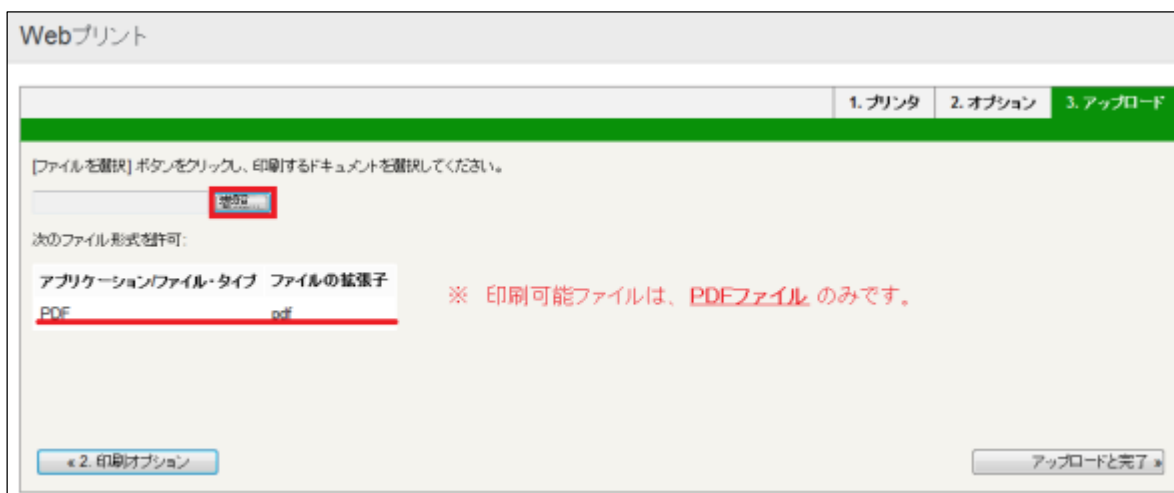 Webプリント
1. プリンタ 2. オプション 3. アップロード
[ファイルを選択] ボタンをクリックし、印刷するドキュメントを選択してください。
参照...
次のファイル形式を許可:
アプリケーション/ファイル・タイプ ファイルの拡張子
PDF pdf
※ 印刷可能ファイルは、PDFファイル のみです。
« 2. 印刷オプション
アップロードと完了 »